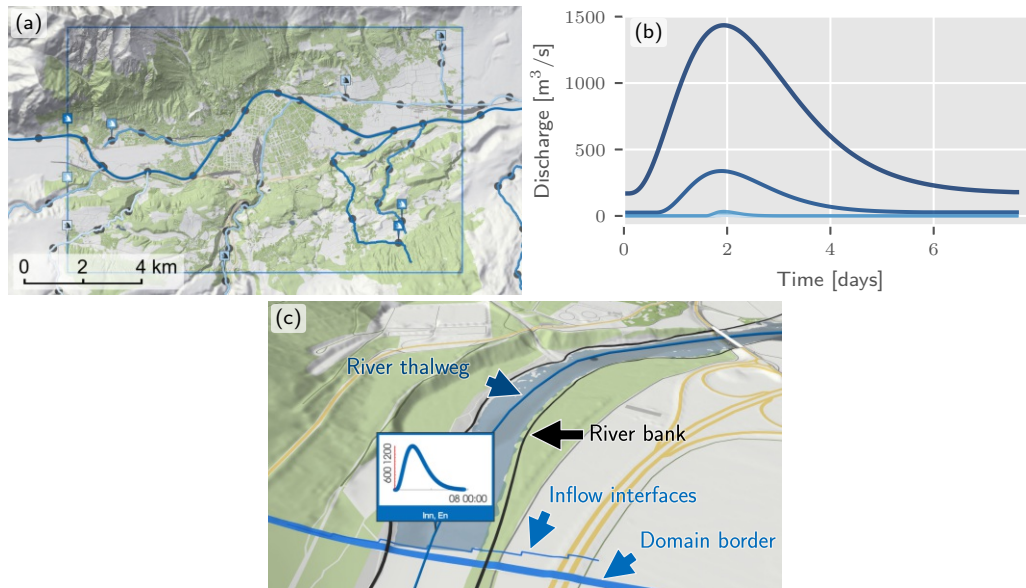 (a)
0 2 4 km
(b)
1500
1000
500
0
Discharge [m³/s]
0 2 4 6
Time [days]
(c)
River thalweg
River bank
600 1200
08 00:00
Inn, En
Inflow interfaces
Domain border